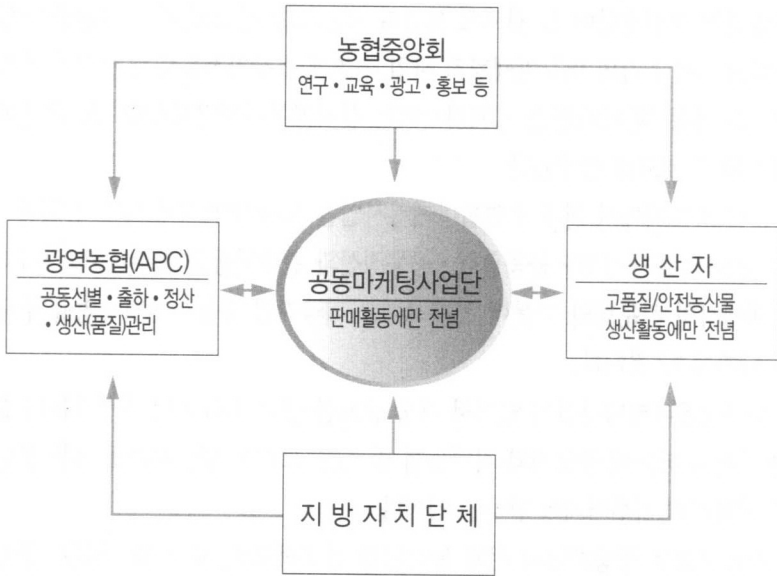 농협중앙회
연구·교육·광고·홍보 등
광역농협(APC)
공동선별·출하·정산
·생산(품질)관리
공동마케팅사업단
판매활동에만 전념
생 산 자
고품질/안전농산물
생산활동에만 전념
지 방 자 치 단 체